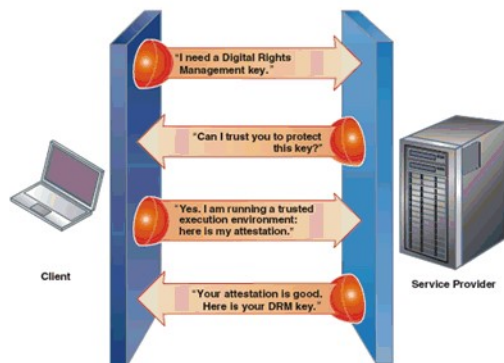 "I need a Digital Rights
Management key."
"Can I trust you to protect
this key?"
"Yes. I am running a trusted
execution environment:
here is my attestation."
Client
Service Provider
"Your attestation is good.
Here is your DRM key."